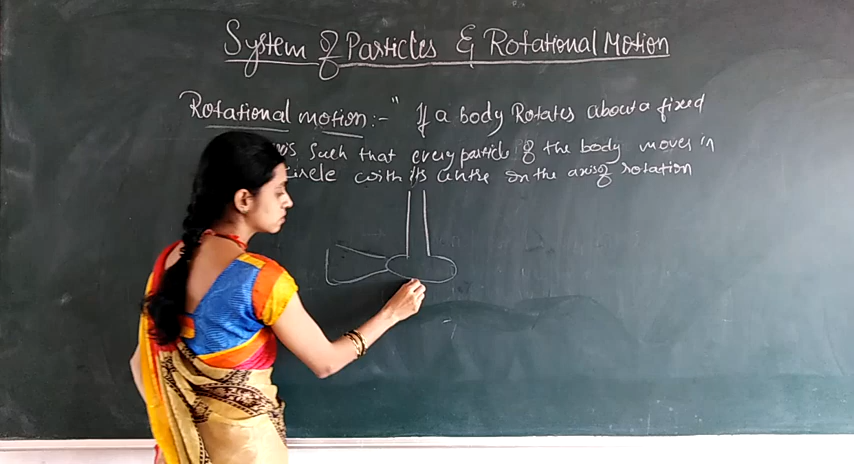 System of Particles & Rotational Motion
Rotational motion:- " If a body Rotates about a fixed
such that every particle of the body moves in
with its centre on the axis of rotation